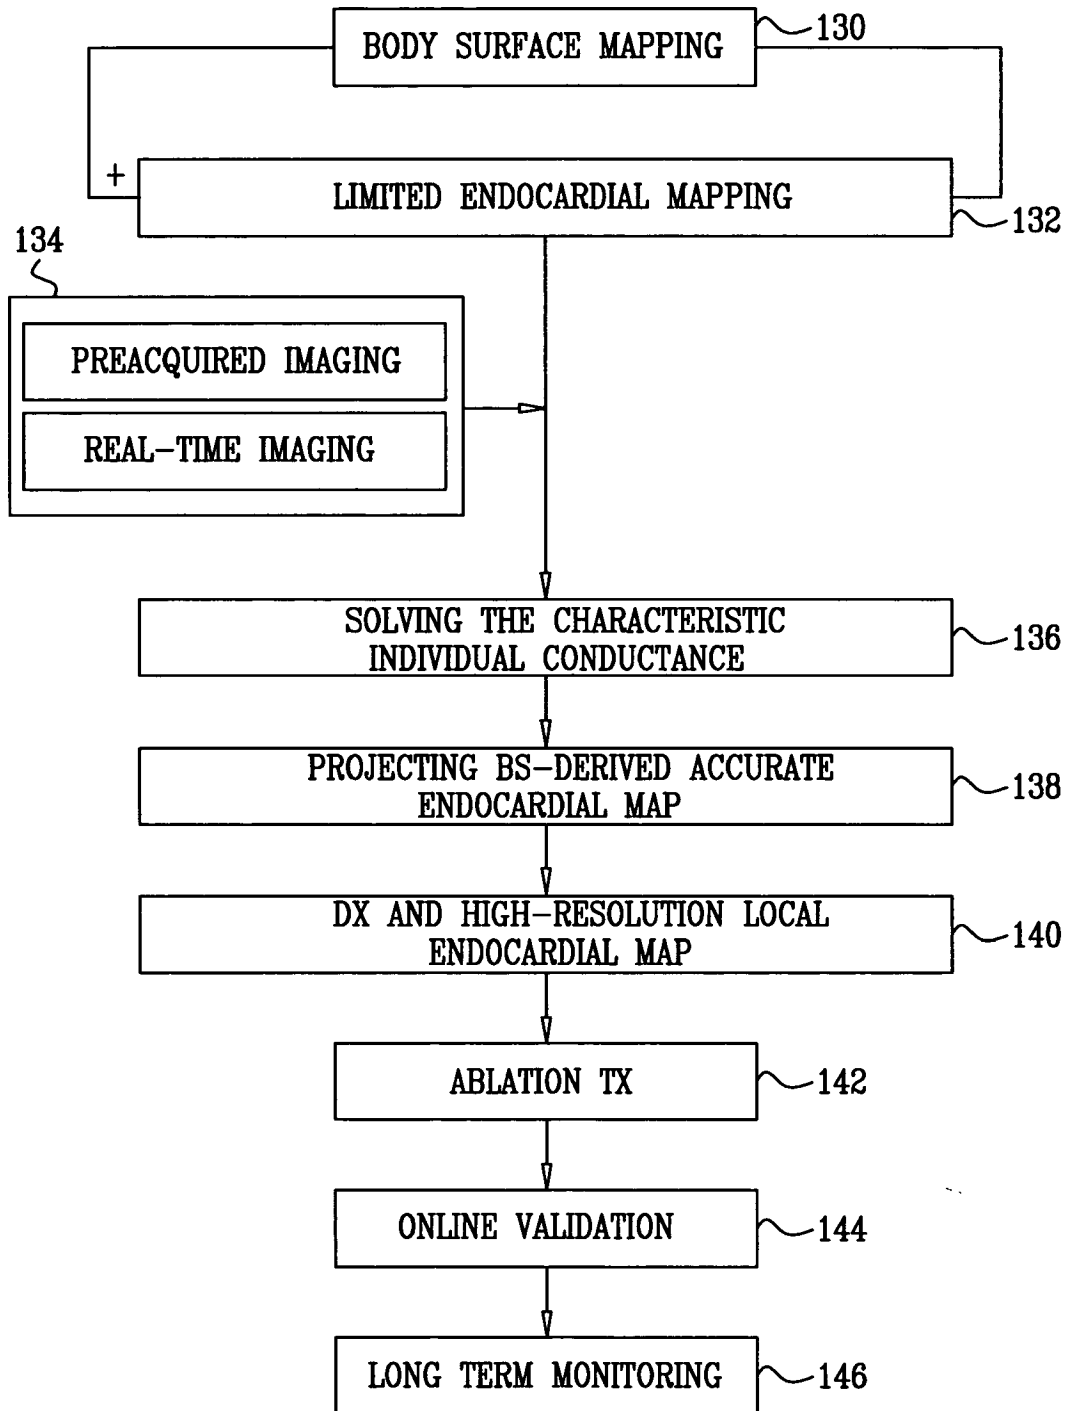 BODY SURFACE MAPPING
130
+
LIMITED ENDOCARDIAL MAPPING
132
134
PREACQUIRED IMAGING
REAL-TIME IMAGING
SOLVING THE CHARACTERISTIC
INDIVIDUAL CONDUCTANCE
136
PROJECTING BS-DERIVED ACCURATE
ENDOCARDIAL MAP
138
DX AND HIGH-RESOLUTION LOCAL
ENDOCARDIAL MAP
140
ABLATION TX
142
ONLINE VALIDATION
144
LONG TERM MONITORING
146